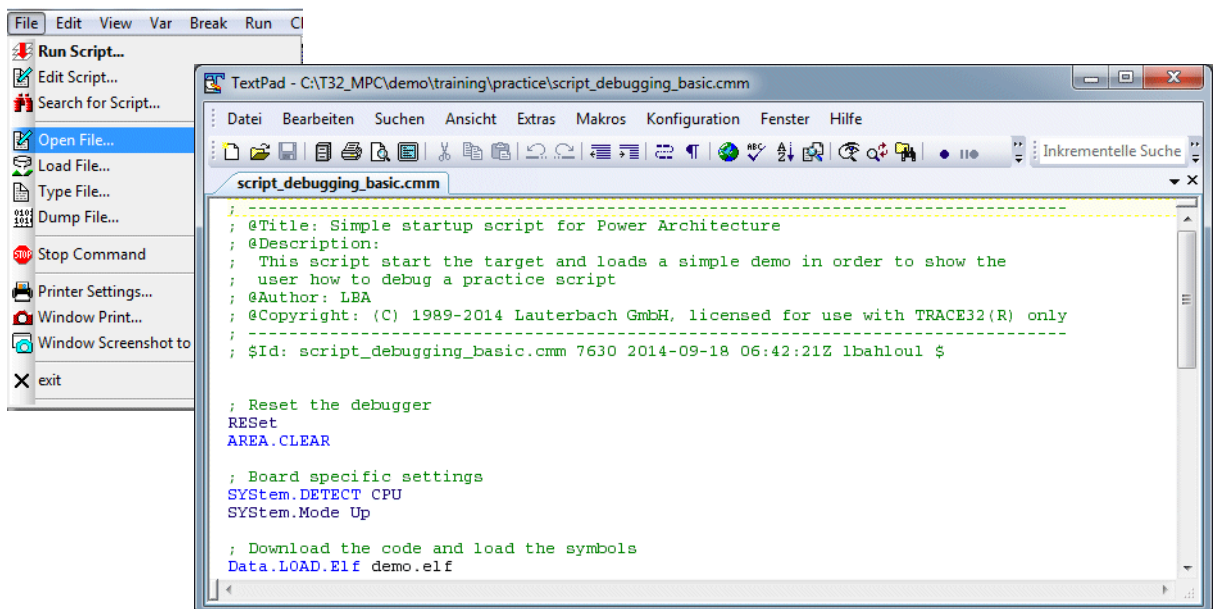 File Edit View Var Break Run
Run Script...
Edit Script...
Search for Script...
Open File...
Load File...
Type File...
Dump File...
Stop Command
Printer Settings...
Window Print...
Window Screenshot to
exit
TextPad - C:\T32_MPC\demo\training\practice\script_debugging_basic.cmm
Datei Bearbeiten Suchen Ansicht Extras Makros Konfiguration Fenster Hilfe
Inkrementelle Suche
script_debugging_basic.cmm
; ------------------------------------------------------------------------------
; @Title: Simple startup script for Power Architecture
; @Description:
;  This script start the target and loads a simple demo in order to show the
;  user how to debug a practice script
; @Author: LBA
; @Copyright: (C) 1989-2014 Lauterbach GmbH, licensed for use with TRACE32(R) only
; ------------------------------------------------------------------------------
; $Id: script_debugging_basic.cmm 7630 2014-09-18 06:42:21Z lbahloul $
; Reset the debugger
RESet
AREA.CLEAR
; Board specific settings
SYStem.DETECT CPU
SYStem.Mode Up
; Download the code and load the symbols
Data.LOAD.Elf demo.elf